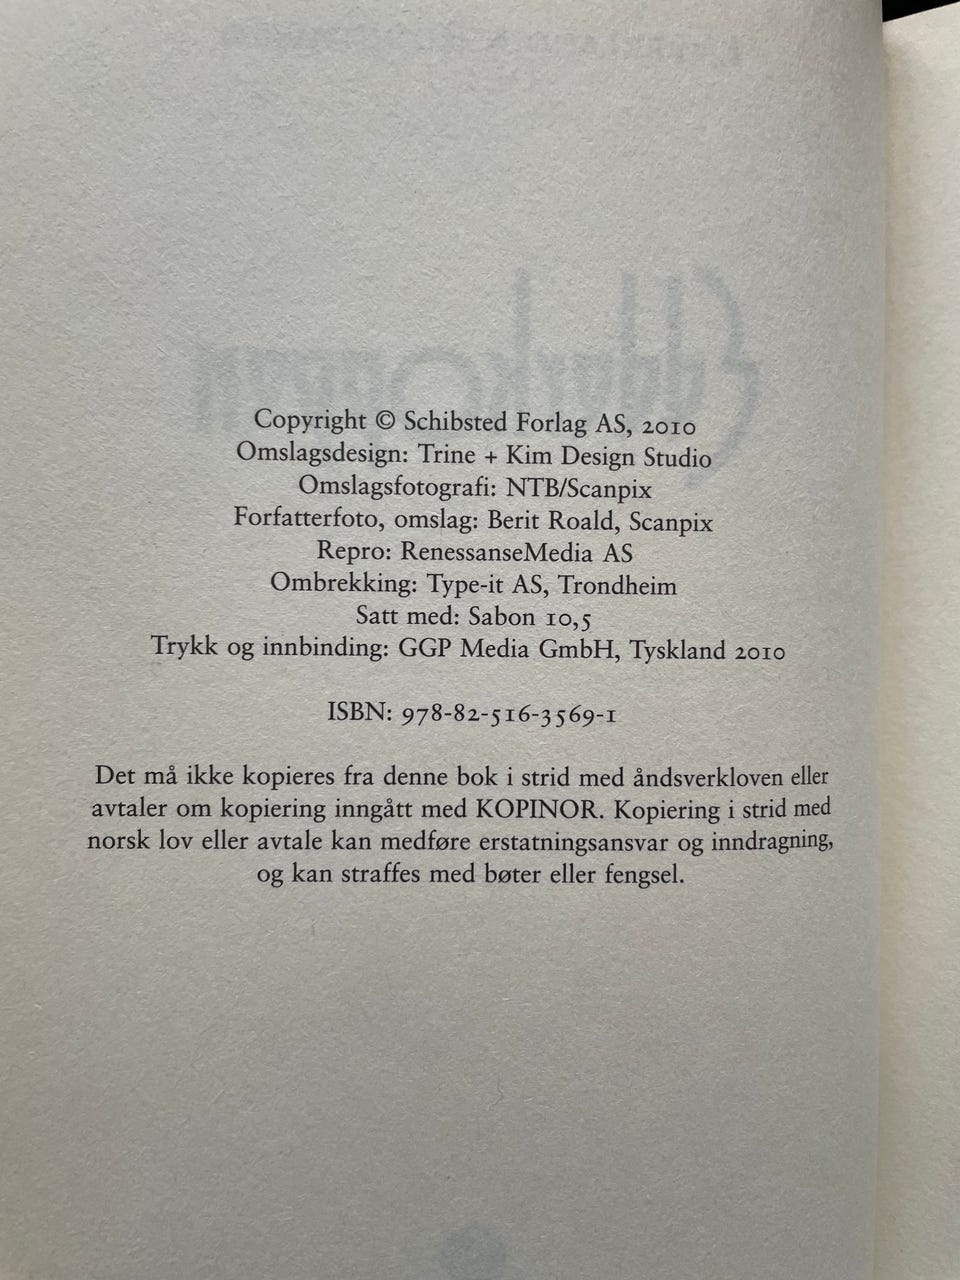 Copyright © Schibsted Forlag AS, 2010
Omslagsdesign: Trine + Kim Design Studio
Omslagsfotografi: NTB/Scanpix
Forfatterfoto, omslag: Berit Roald, Scanpix
Repro: RenessanseMedia AS
Ombrekking: Type-it AS, Trondheim
Satt med: Sabon 10,5
Trykk og innbinding: GGP Media GmbH, Tyskland 2010
ISBN: 978-82-516-3569-1
Det må ikke kopieres fra denne bok i strid med åndsverkloven eller
avtaler om kopiering inngått med KOPINOR. Kopiering i strid med
norsk lov eller avtale kan medføre erstatningsansvar og inndragning,
og kan straffes med bøter eller fengsel.